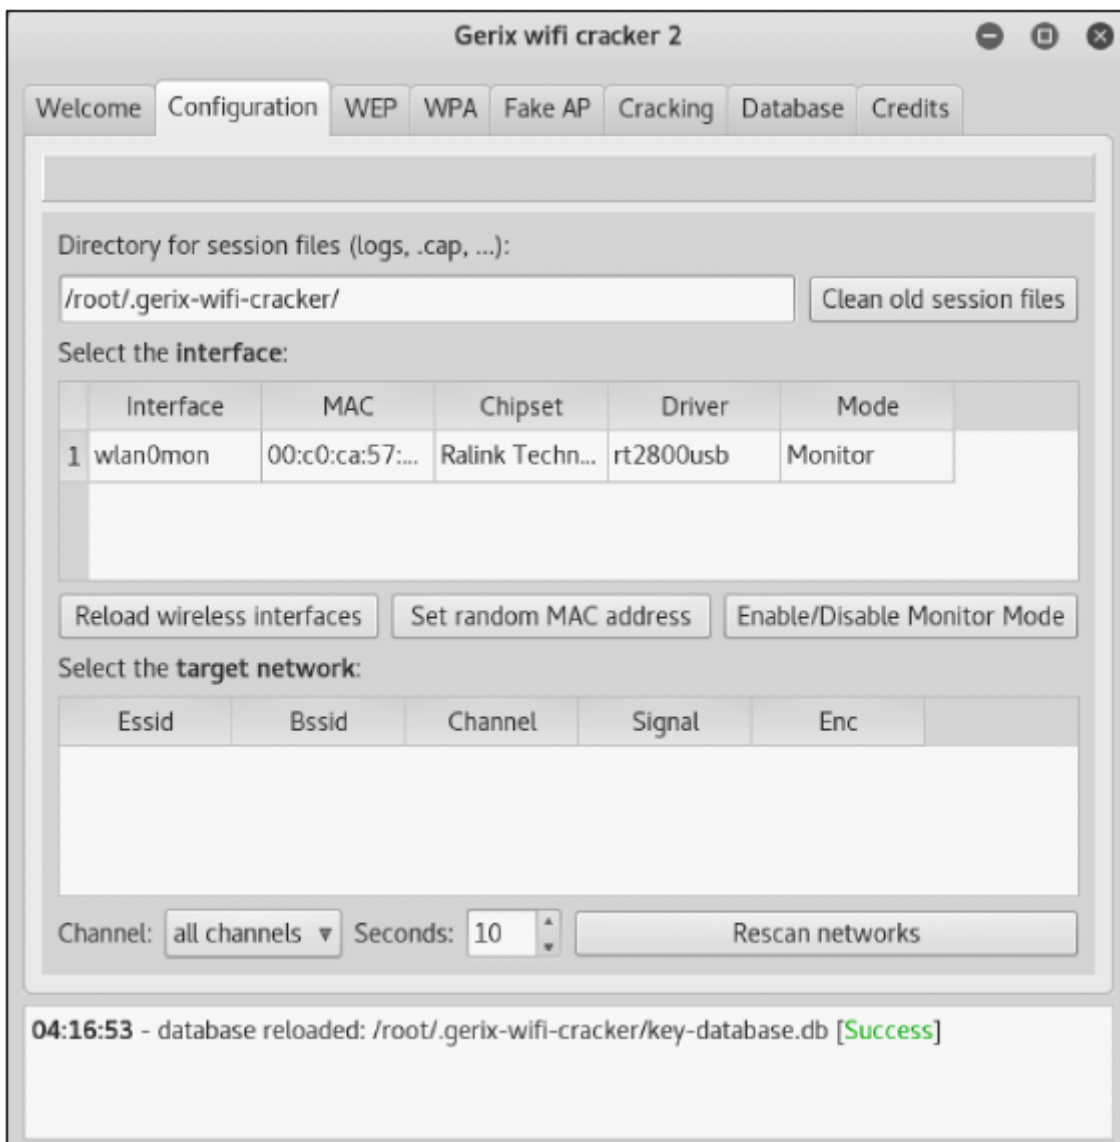 Gerix wifi cracker 2
Welcome Configuration WEP WPA Fake AP Cracking Database Credits
Directory for session files (logs, .cap, ...):
/root/.gerix-wifi-cracker/ Clean old session files
Select the interface:
Interface MAC Chipset Driver Mode
1 wlan0mon 00:c0:ca:57:... Ralink Techn... rt2800usb Monitor
Reload wireless interfaces Set random MAC address Enable/Disable Monitor Mode
Select the target network:
Essid Bssid Channel Signal Enc
Channel: all channels Seconds: 10 Rescan networks
04:16:53 - database reloaded: /root/.gerix-wifi-cracker/key-database.db [Success]